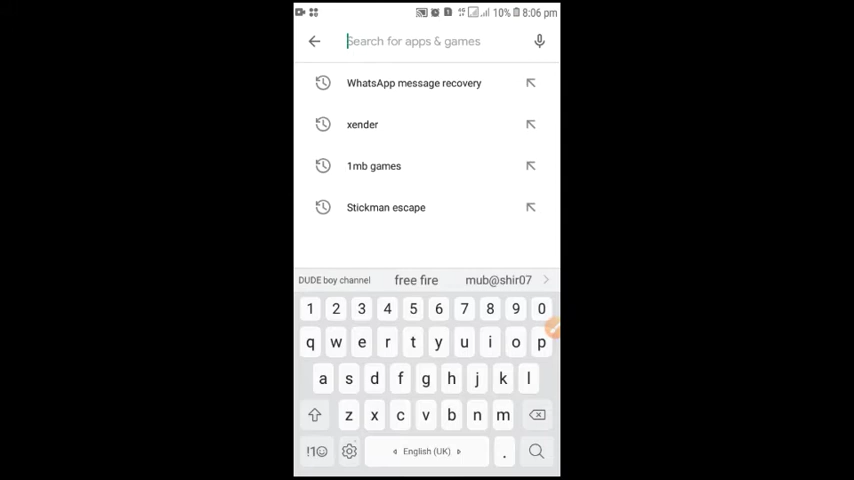 10% 8:06 pm
Search for apps & games
WhatsApp message recovery
xender
1mb games
Stickman escape
DUDE boy channel free fire mub@shir07
1 2 3 4 5 6 7 8 9 0
q w e r t y u i o p
a s d f g h j k l
z x c v b n m
!1☺ English (UK) .